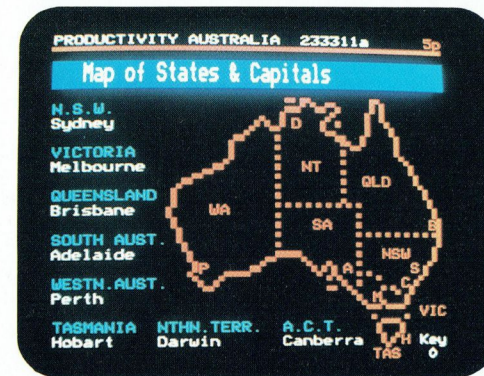 PRODUCTIVITY AUSTRALIA 233311a 5p
Map of States & Capitals
N.S.W.
Sydney
VICTORIA
Melbourne
QUEENSLAND
Brisbane
SOUTH AUST.
Adelaide
WESTN.AUST.
Perth
TASMANIA NTHN.TERR. A.C.T.
Hobart Darwin Canberra
D
NT
QLD
WA
SA
B
NSW
P
A
S
C
M
VIC
H
TAS
Key
0